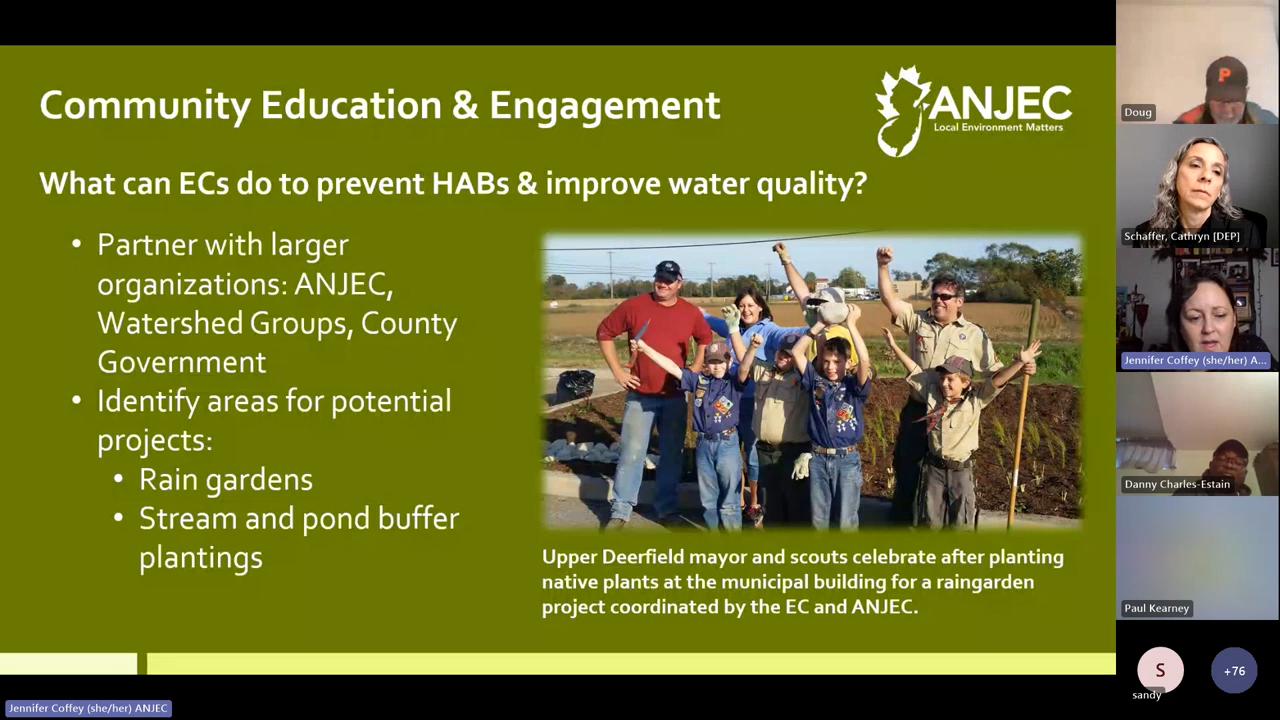 Community Education & Engagement
ANJEC
Local Environment Matters
What can ECs do to prevent HABs & improve water quality?
• Partner with larger
organizations: ANJEC,
Watershed Groups, County
Government
• Identify areas for potential
projects:
• Rain gardens
• Stream and pond buffer
plantings
Upper Deerfield mayor and scouts celebrate after planting
native plants at the municipal building for a raingarden
project coordinated by the EC and ANJEC.
Jennifer Coffey (she/her) ANJEC
P
Doug
Schaffer, Cathryn [DEP]
Jennifer Coffey (she/her) A...
Danny Charles-Estain
Paul Kearney
S
sandy
+76